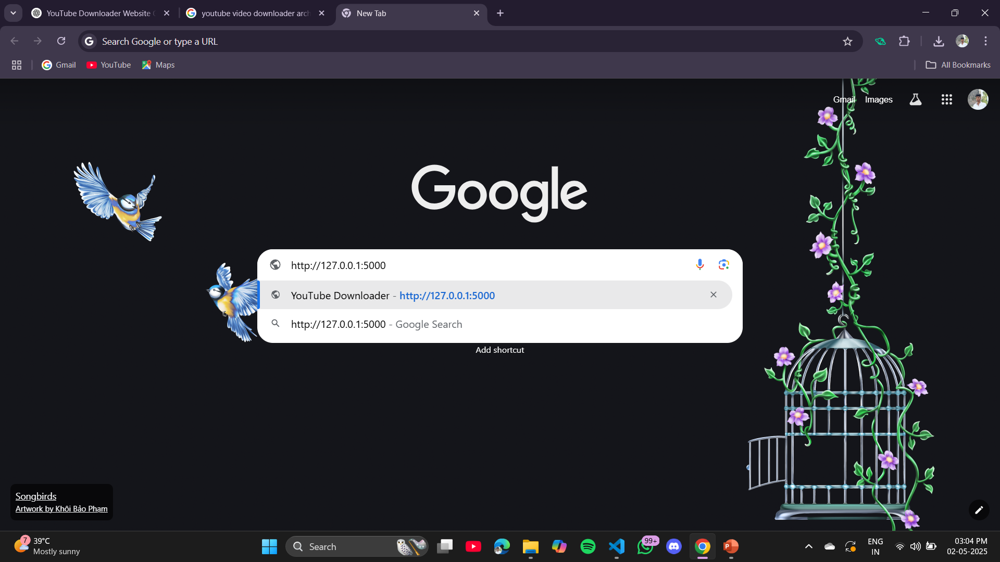 YouTube Downloader Website
youtube video downloader arch
New Tab
Search Google or type a URL
Gmail
YouTube
Maps
All Bookmarks
Gmail
Images
Google
http://127.0.0.1:5000
YouTube Downloader - http://127.0.0.1:5000
http://127.0.0.1:5000 - Google Search
Add shortcut
Songbirds
Artwork by Khôi Bảo Phạm
7
39°C
Mostly sunny
Search
99+
ENG
IN
03:04 PM
02-05-2025